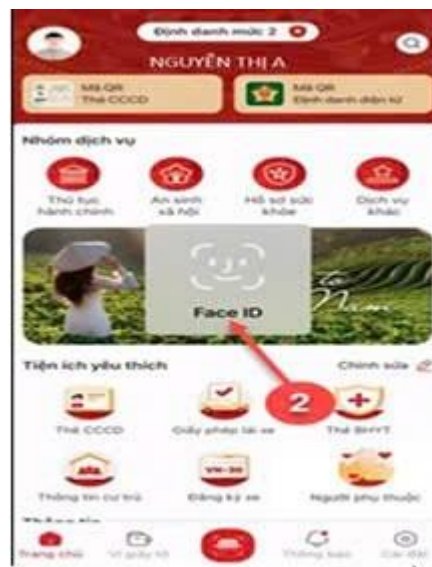 Định danh mức 2
NGUYỄN THỊ A
Mã QR
Thẻ CCCD
Mã QR
Định danh điện tử
Nhóm dịch vụ
Thủ tục
hành chính
An sinh
xã hội
Hồ sơ sức
khỏe
Dịch vụ
khác
Face ID
Nam
Tiện ích yêu thích
Chỉnh sửa
2
Thẻ CCCD
Giấy phép lái xe
Thẻ BHYT
VN-30
Thông tin cư trú
Đăng ký xe
Người phụ thuộc
Trang chủ
Ví giấy tờ
Thông báo
Cài đặt